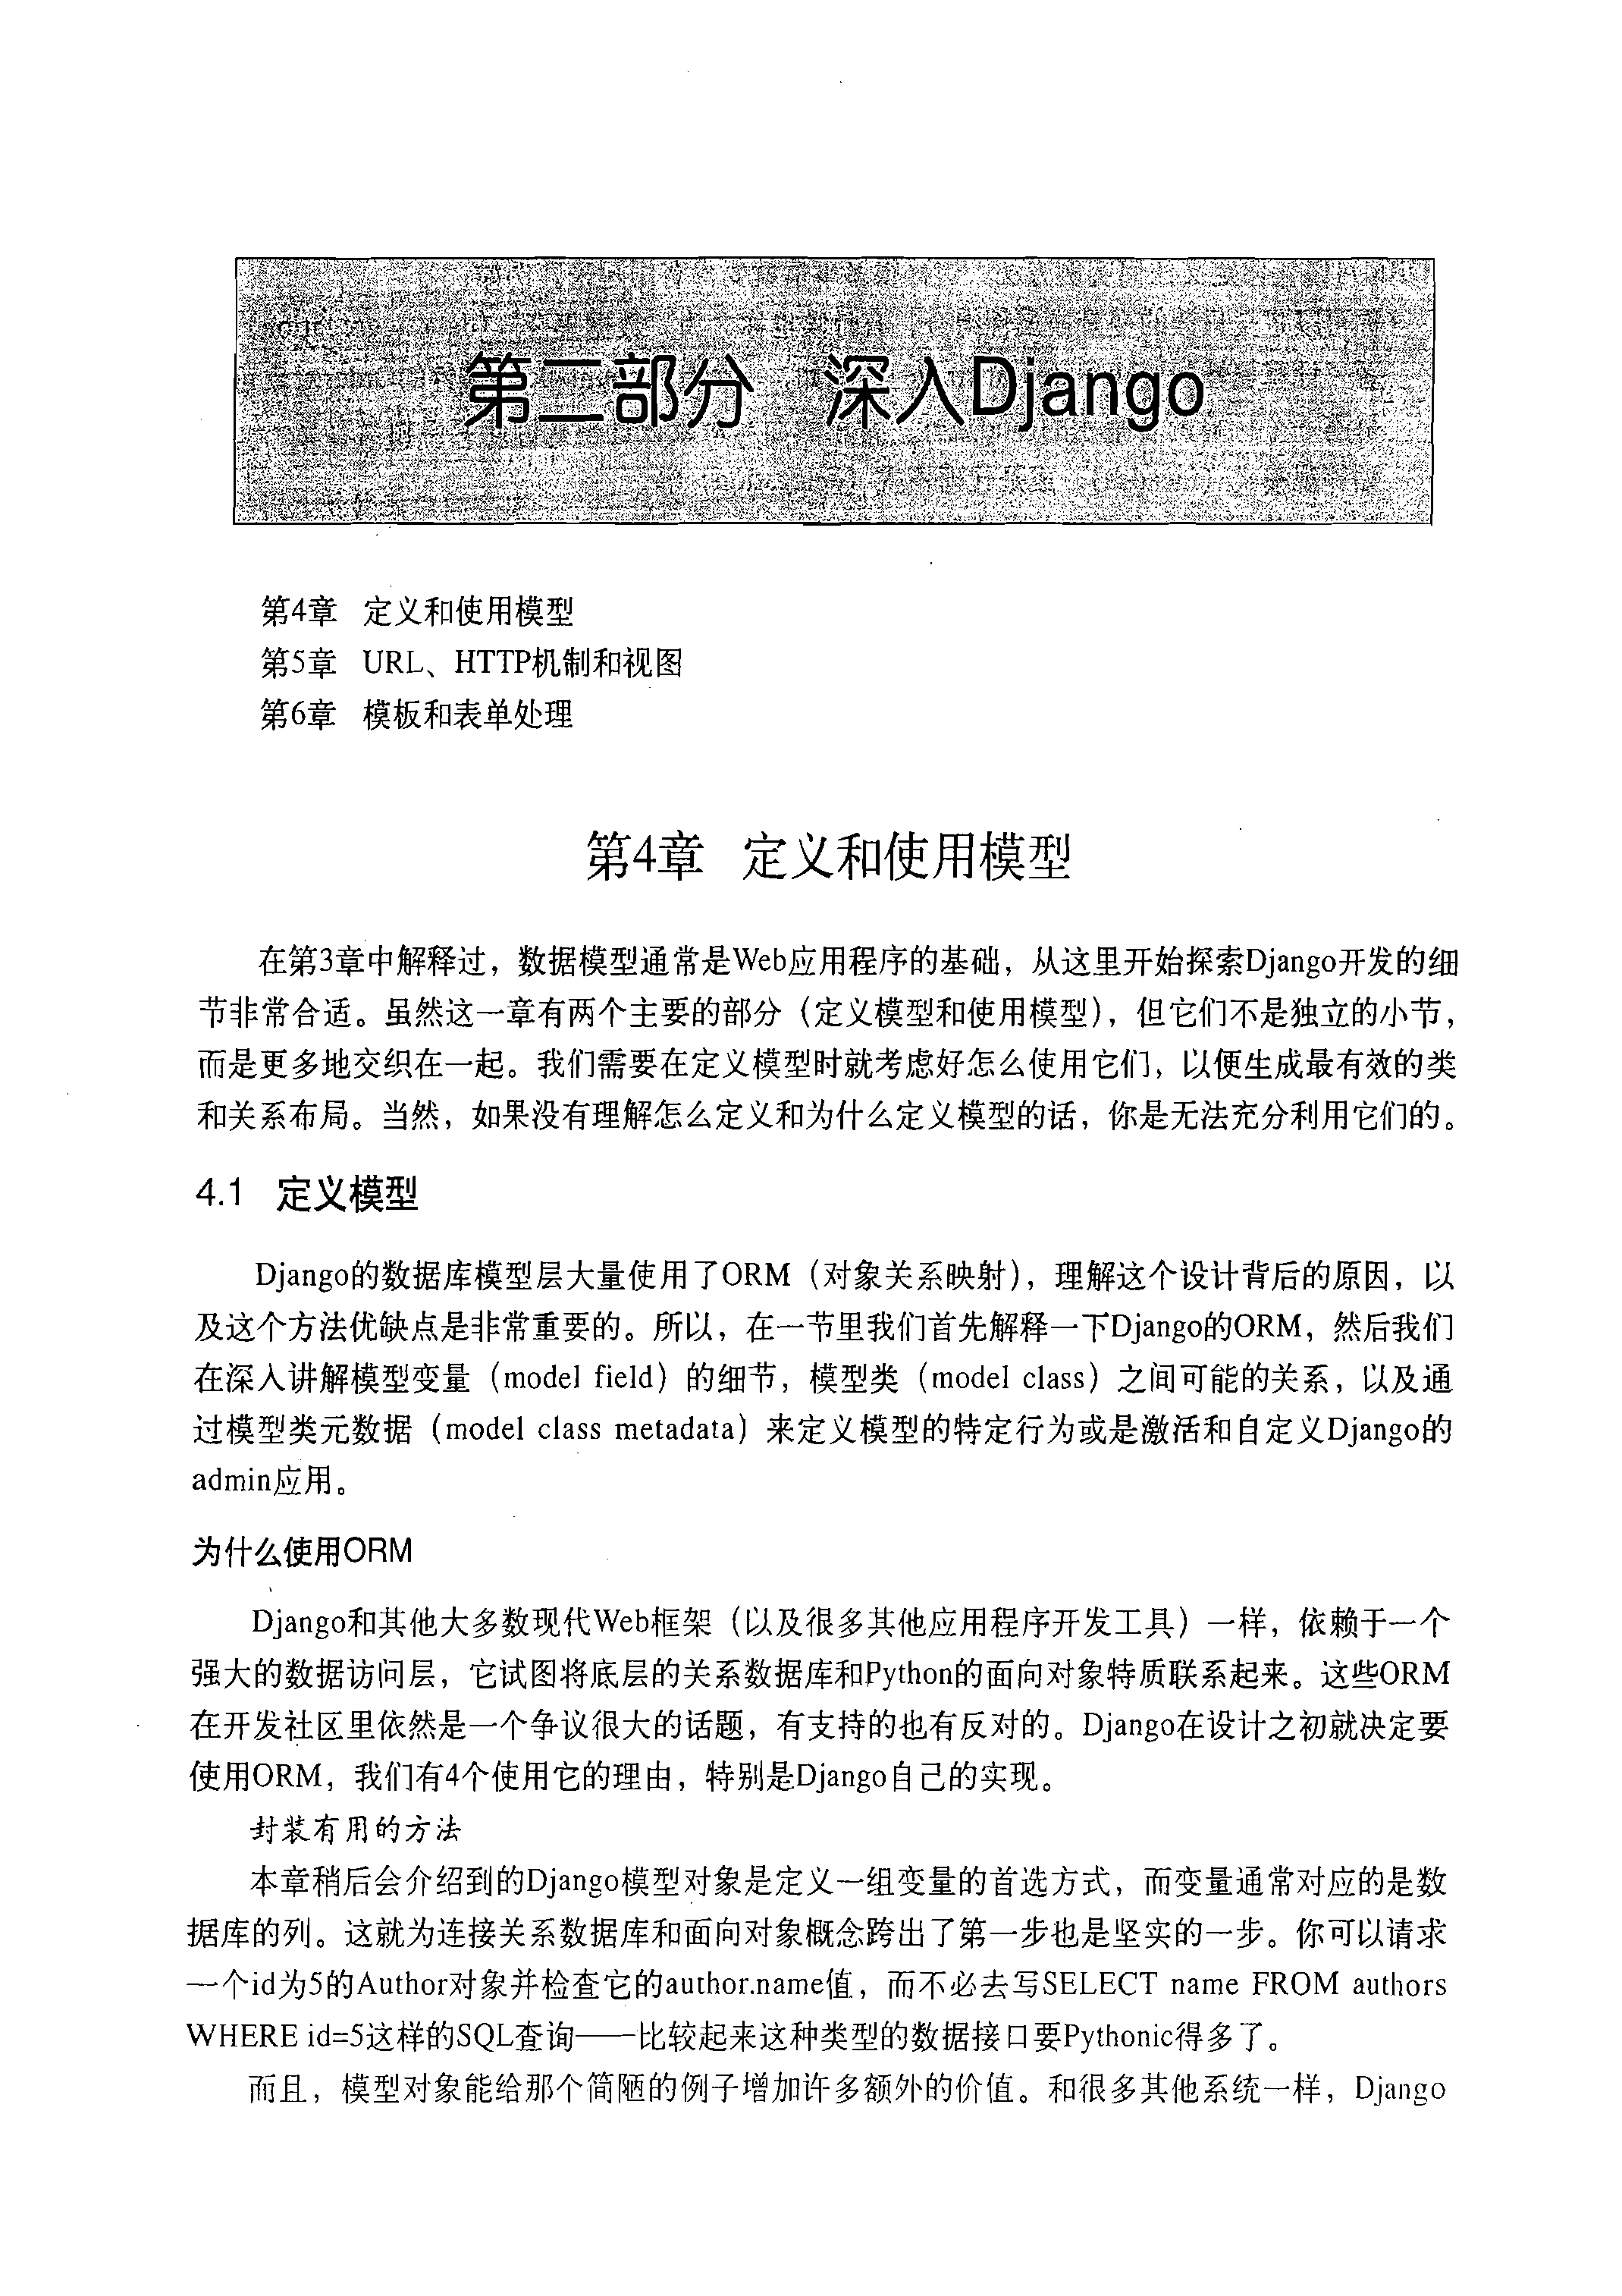 第二部分 深入Django
第4章 定义和使用模型
第5章 URL、HTTP机制和视图
第6章 模板和表单处理
第4章 定义和使用模型
在第3章中解释过，数据模型通常是Web应用程序的基础，从这里开始探索Django开发的细
节非常合适。虽然这一章有两个主要的部分（定义模型和使用模型），但它们不是独立的小节，
而是更多地交织在一起。我们需要在定义模型时就考虑好怎么使用它们，以便生成最有效的类
和关系布局。当然，如果没有理解怎么定义和为什么定义模型的话，你是无法充分利用它们的。
4.1 定义模型
Django的数据库模型层大量使用了ORM（对象关系映射），理解这个设计背后的原因，以
及这个方法优缺点是非常重要的。所以，在一节里我们首先解释一下Django的ORM，然后我们
在深入讲解模型变量（model field）的细节，模型类（model class）之间可能的关系，以及通
过模型类元数据（model class metadata）来定义模型的特定行为或是激活和自定义Django的
admin应用。
为什么使用ORM
Django和其他大多数现代Web框架（以及很多其他应用程序开发工具）一样，依赖于一个
强大的数据访问层，它试图将底层的关系数据库和Python的面向对象特质联系起来。这些ORM
在开发社区里依然是一个争议很大的话题，有支持的也有反对的。Django在设计之初就决定要
使用ORM，我们有4个使用它的理由，特别是Django自己的实现。
封装有用的方法
本章稍后会介绍到的Django模型对象是定义一组变量的首选方式，而变量通常对应的是数
据库的列。这就为连接关系数据库和面向对象概念跨出了第一步也是坚实的一步。你可以请求
一个id为5的Author对象并检查它的author.name值，而不必去写SELECT name FROM authors
WHERE id=5这样的SQL查询——比较起来这种类型的数据接口要Pythonic得多了。
而且，模型对象能给那个简陋的例子增加许多额外的价值。和很多其他系统一样，Django